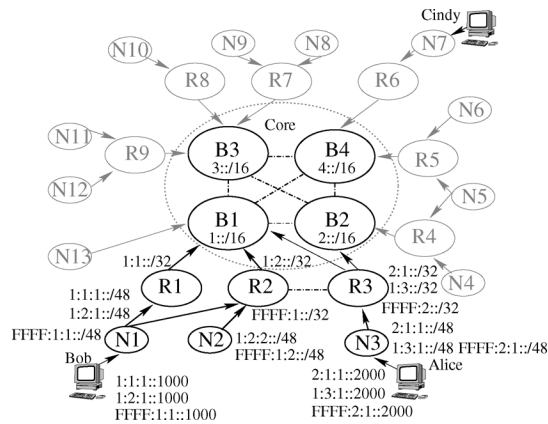 Cindy
N10 N9 N8 N7
R8 R7 R6
N11 Core N6
B3 B4
R9 3::/16 4::/16 R5
N12 N5
B1 B2
1::/16 2::/16 R4
N13
1:1::/32 1:2::/32 2:1::/32
1:3::/32
R1 R2 R3 N4
1:1:1::/48 FFFF:2::/32
1:2:1::/48 FFFF:1::/32
FFFF:1:1::/48 2:1:1::/48
N1 N2 1:2:2::/48 N3 1:3:1::/48 FFFF:2:1::/48
Bob FFFF:1:2::/48 Alice
1:1:1::1000 2:1:1::2000
1:2:1::1000 1:3:1::2000
FFFF:1:1::1000 FFFF:2:1::2000